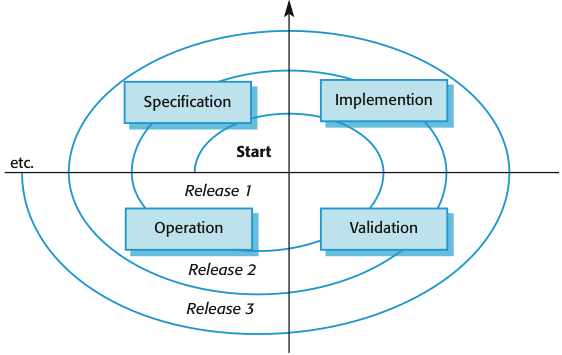 Specification
Implemention
Start
etc.
Release 1
Operation
Validation
Release 2
Release 3